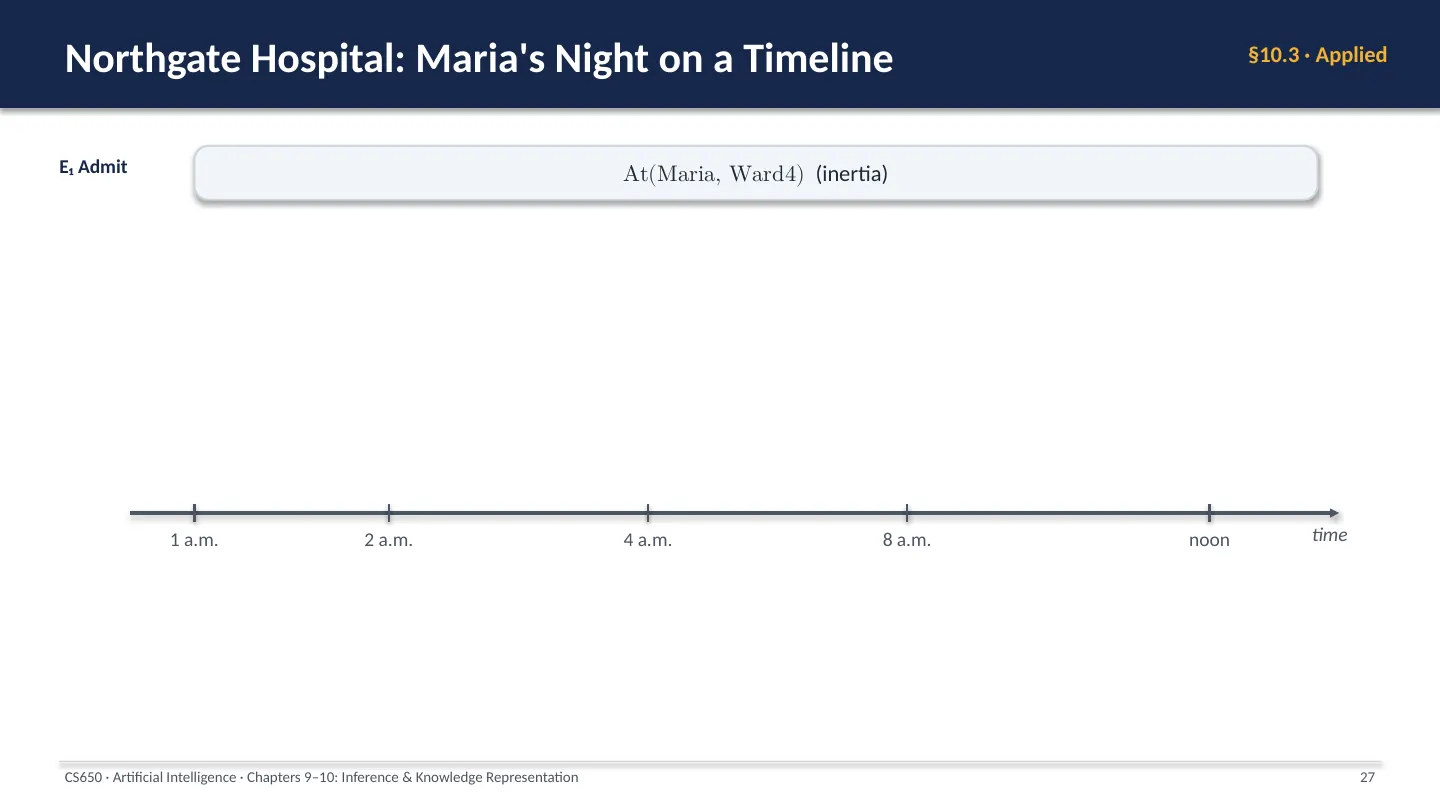 Northgate Hospital: Maria's Night on a Timeline
§10.3 · Applied
E₁ Admit
At(Maria, Ward4) (inertia)
1 a.m. 2 a.m. 4 a.m. 8 a.m. noon time
CS650 · Artificial Intelligence · Chapters 9–10: Inference & Knowledge Representation 27